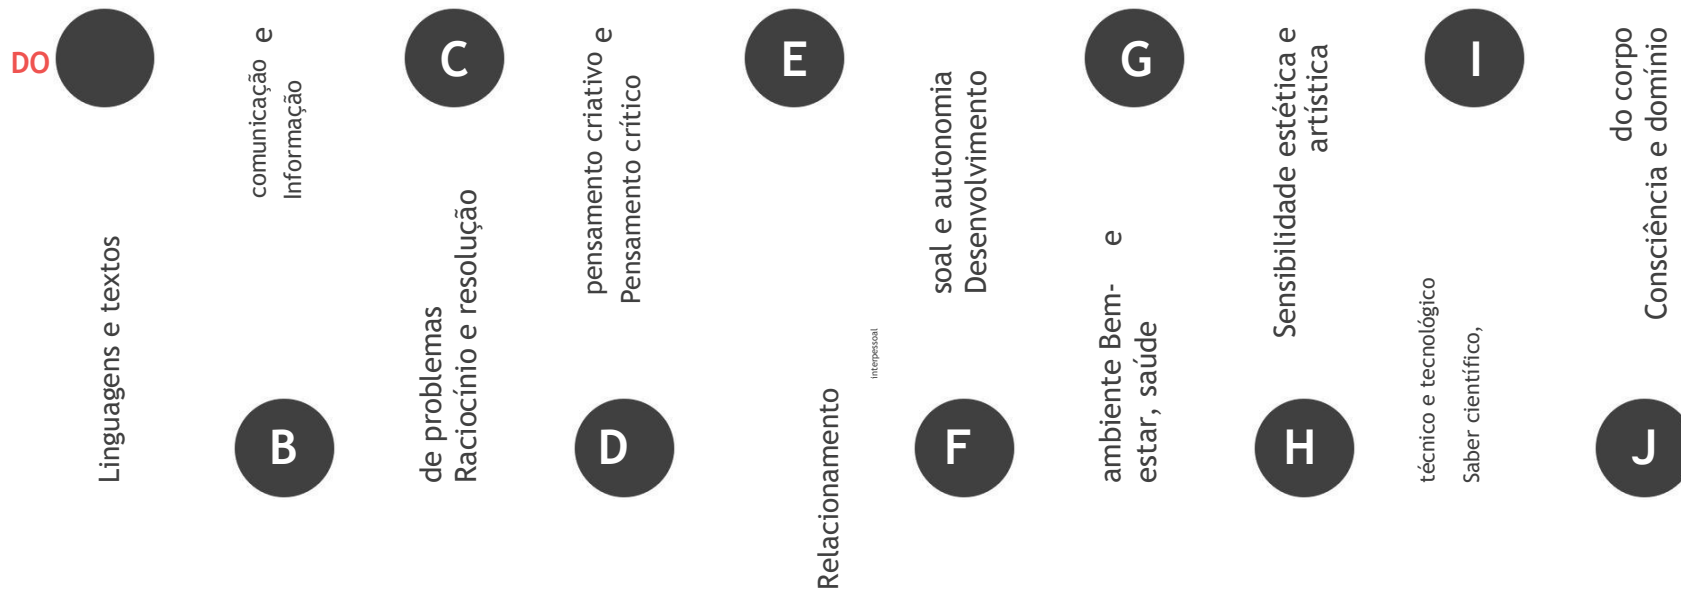 DO
Linguagens e textos
comunicação e
Informação
B
C
de problemas
Raciocínio e resolução
pensamento criativo e
Pensamento crítico
D
E
Relacionamento
interpessoal
soal e autonomia
Desenvolvimento
F
G
ambiente Bem- e
estar, saúde
Sensibilidade estética e
artística
H
I
técnico e tecnológico
Saber científico,
do corpo
Consciência e domínio
J